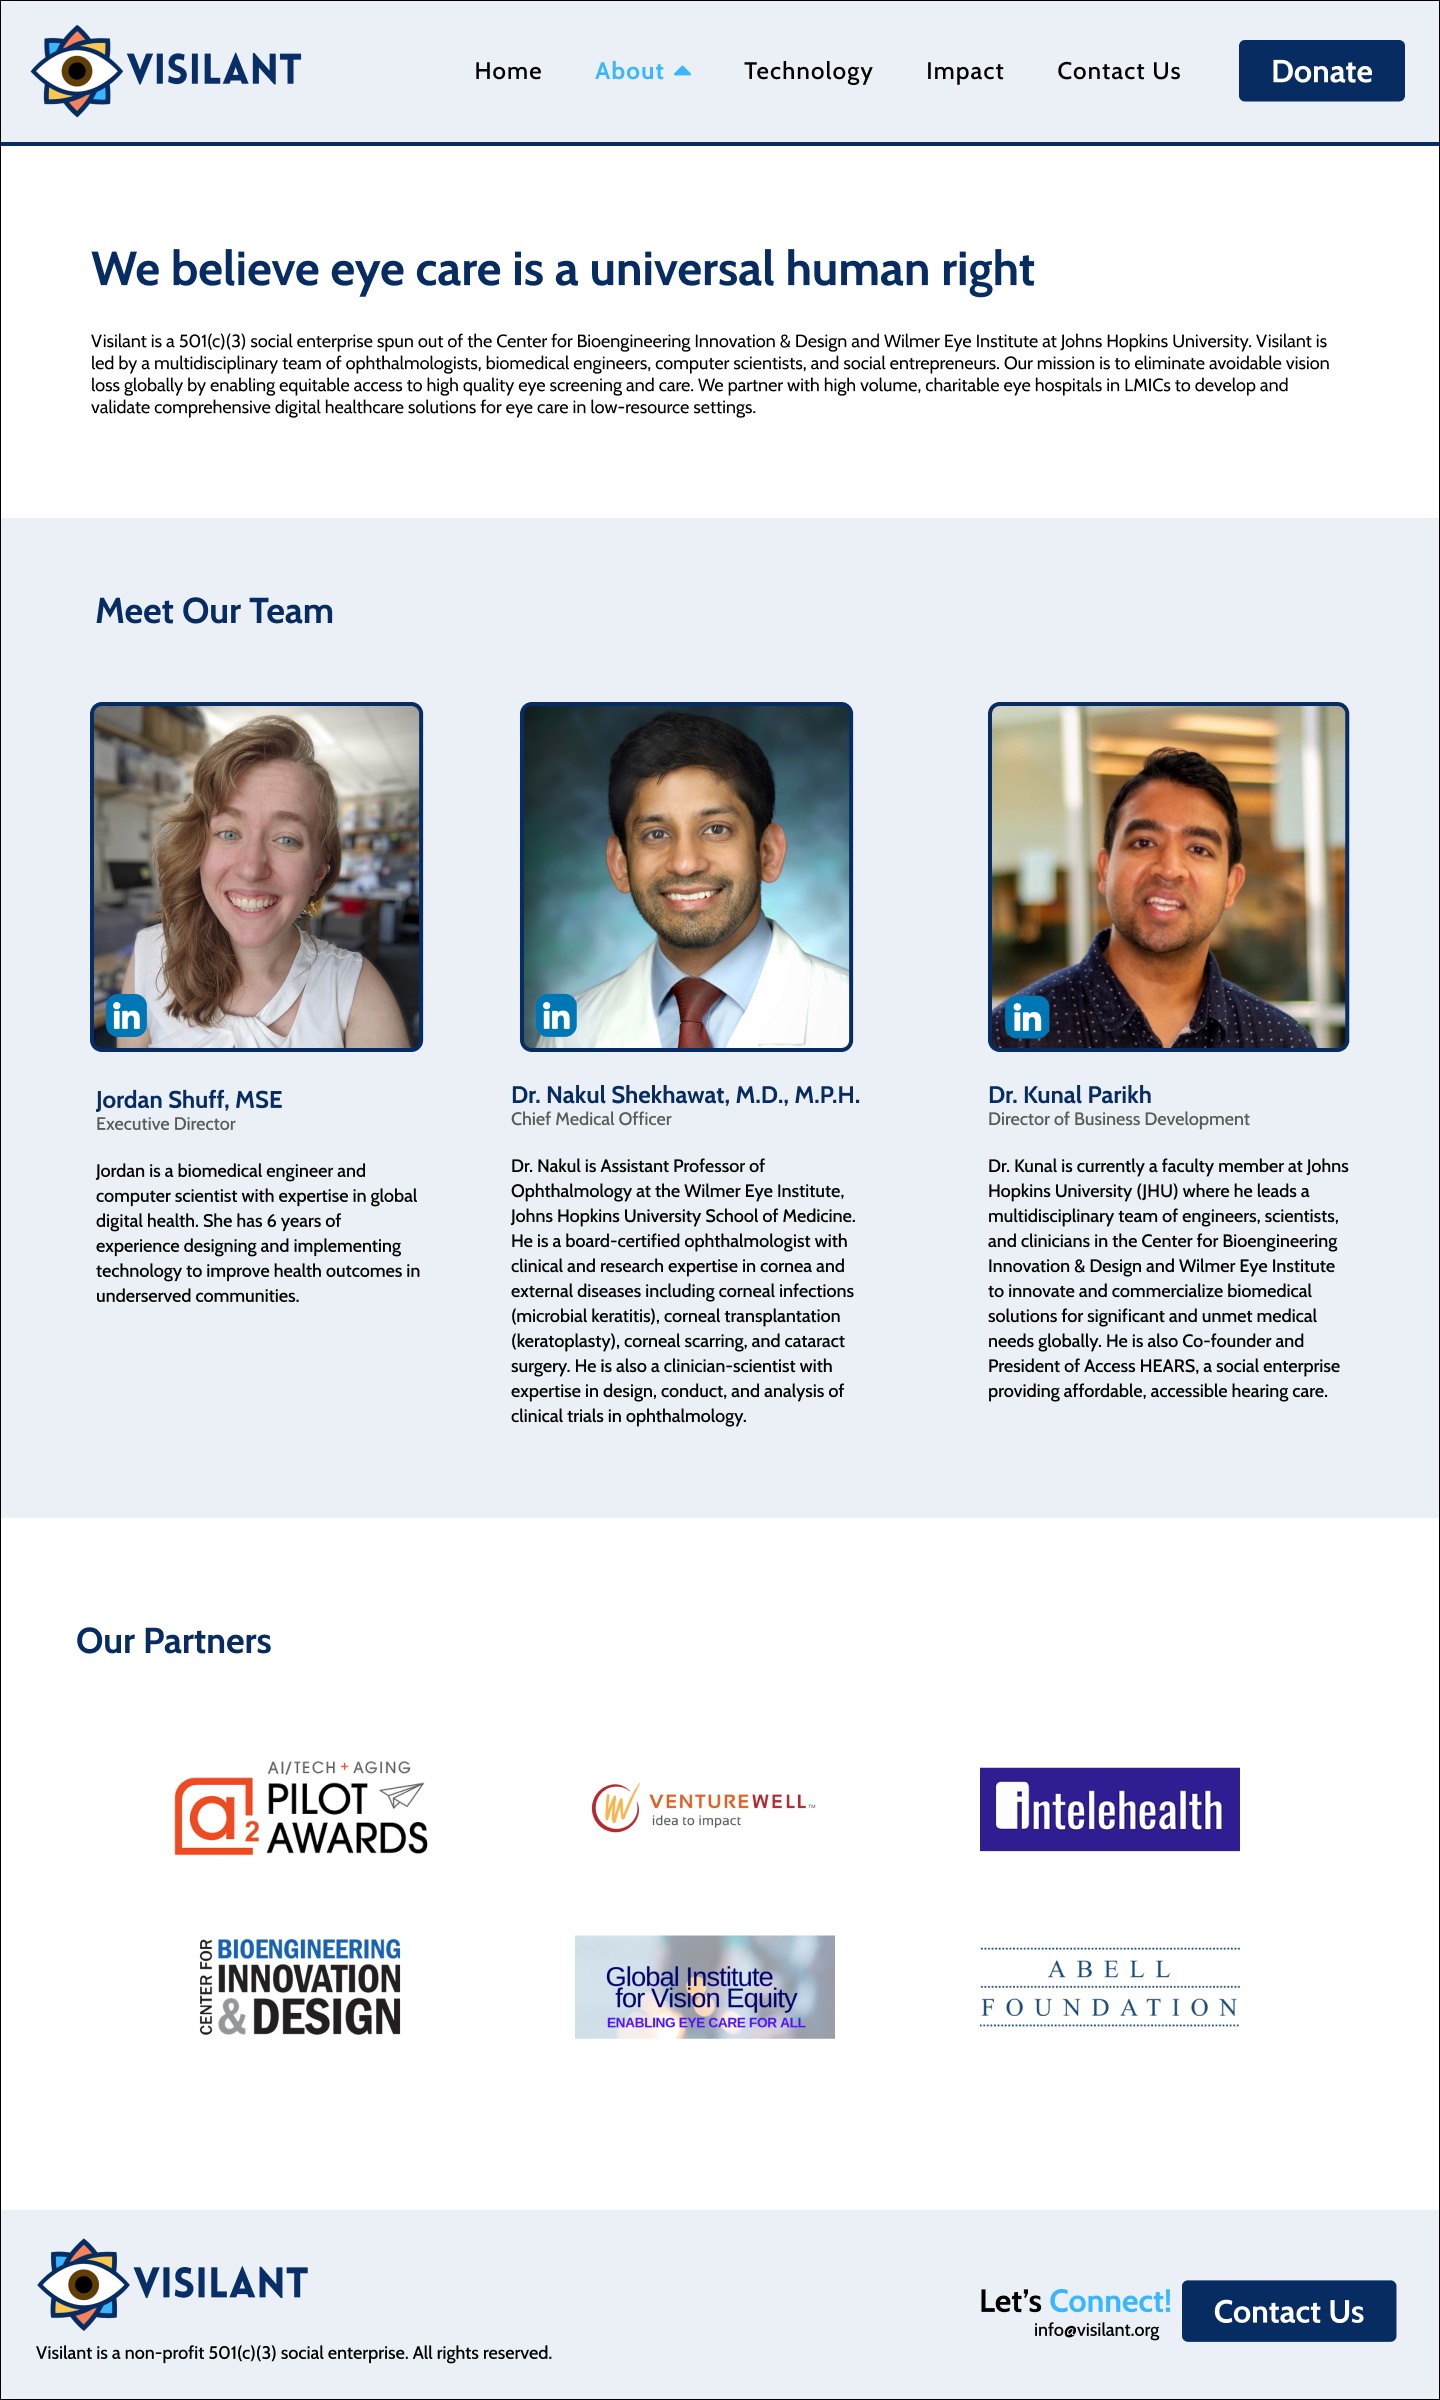 VISILANT
Home
About
Technology
Impact
Contact Us
Donate
We believe eye care is a universal human right
Visilant is a 501(c)(3) social enterprise spun out of the Center for Bioengineering Innovation & Design and Wilmer Eye Institute at Johns Hopkins University. Visilant is
led by a multidisciplinary team of ophthalmologists, biomedical engineers, computer scientists, and social entrepreneurs. Our mission is to eliminate avoidable vision
loss globally by enabling equitable access to high quality eye screening and care. We partner with high volume, charitable eye hospitals in LMICs to develop and
validate comprehensive digital healthcare solutions for eye care in low-resource settings.
Meet Our Team
in
in
in
Jordan Shuff, MSE
Executive Director
Jordan is a biomedical engineer and
computer scientist with expertise in global
digital health. She has 6 years of
experience designing and implementing
technology to improve health outcomes in
underserved communities.
Dr. Nakul Shekhawat, M.D., M.P.H.
Chief Medical Officer
Dr. Nakul is Assistant Professor of
Ophthalmology at the Wilmer Eye Institute,
Johns Hopkins University School of Medicine.
He is a board-certified ophthalmologist with
clinical and research expertise in cornea and
external diseases including corneal infections
(microbial keratitis), corneal transplantation
(keratoplasty), corneal scarring, and cataract
surgery. He is also a clinician-scientist with
expertise in design, conduct, and analysis of
clinical trials in ophthalmology.
Dr. Kunal Parikh
Director of Business Development
Dr. Kunal is currently a faculty member at Johns
Hopkins University (JHU) where he leads a
multidisciplinary team of engineers, scientists,
and clinicians in the Center for Bioengineering
Innovation & Design and Wilmer Eye Institute
to innovate and commercialize biomedical
solutions for significant and unmet medical
needs globally. He is also Co-founder and
President of Access HEARS, a social enterprise
providing affordable, accessible hearing care.
Our Partners
a2
AI/TECH + AGING
PILOT
AWARDS
VENTUREWELL™
idea to impact
intelehealth
CENTER FOR
BIOENGINEERING
INNOVATION
& DESIGN
Global Institute
for Vision Equity
ENABLING EYE CARE FOR ALL
ABELL
FOUNDATION
VISILANT
Visilant is a non-profit 501(c)(3) social enterprise. All rights reserved.
Let's Connect!
info@visilant.org
Contact Us